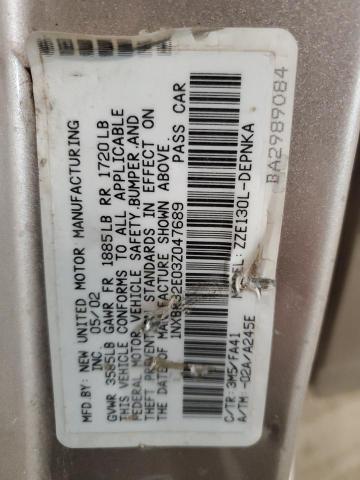 MFD.BY: NEW UNITED MOTOR MANUFACTURING
INC. 05/02
GVWR 3585LB GAWR FR 1885LB RR 1720LB
THIS VEHICLE CONFORMS TO ALL APPLICABLE
FEDERAL MOTOR VEHICLE SAFETY,BUMPER,AND
THEFT PREVENTION STANDARDS IN EFFECT ON
THE DATE OF MANUFACTURE SHOWN ABOVE.
1NXBR32E03Z047689 PASS CAR
C/TR: 3M5/FA41 MODEL: ZZE130L-DEPNKA
A/TM: -02A/A245E
BA2989084